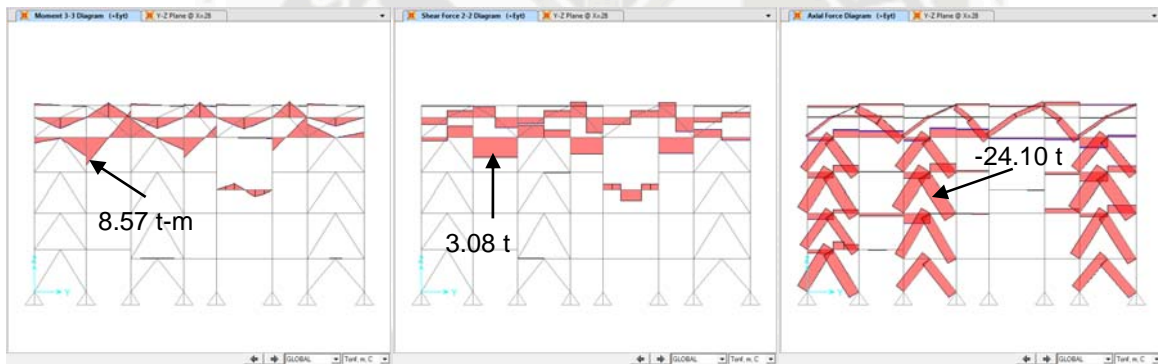 Moment 3-3 Diagram (+Eyt)
Y-Z Plane @ X=28
Shear Force 2-2 Diagram (+Eyt)
Y-Z Plane @ X=28
Axial Force Diagram (+Eyt)
Y-Z Plane @ X=28
8.57 t-m
3.08 t
-24.10 t
Z
Y
Z
Y
Z
Y
GLOBAL
Tonf, m, C
GLOBAL
Tonf, m, C
GLOBAL
Tonf, m, C